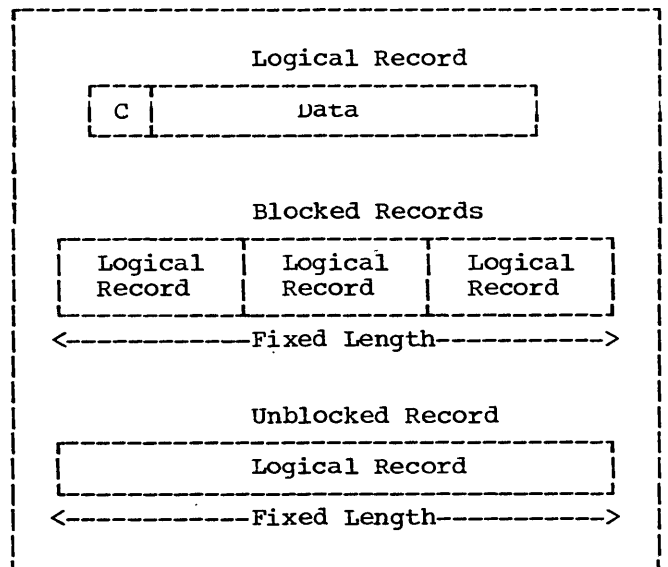 Logical Record
C Data
Blocked Records
Logical Logical Logical
Record Record Record
<------------Fixed Length----------->
Unblocked Record
Logical Record
<------------Fixed Length----------->